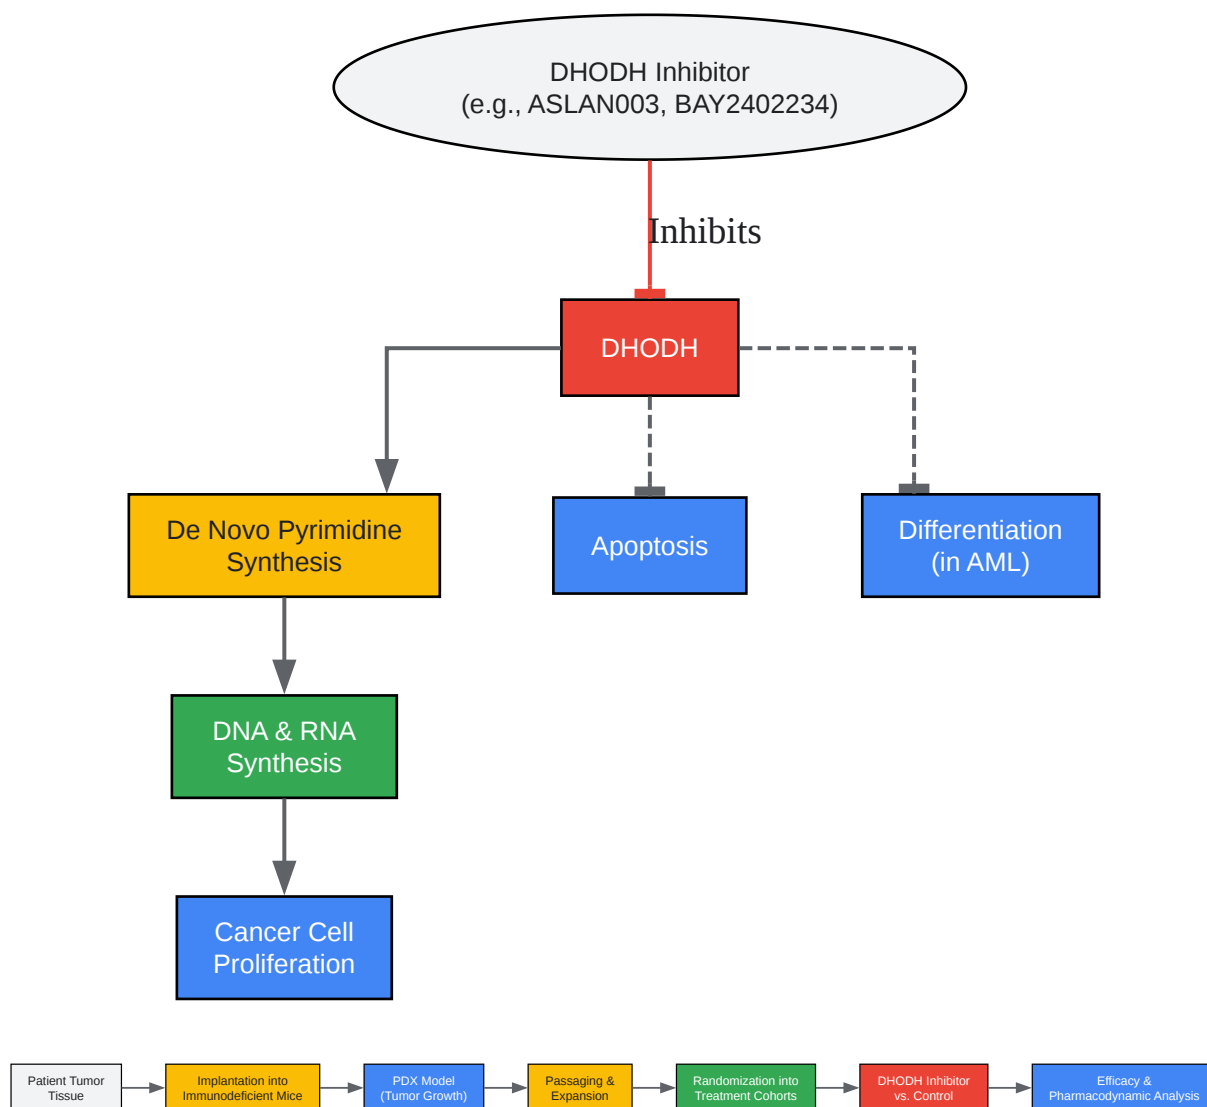 DHODH Inhibitor
(e.g., ASLAN003, BAY2402234)
Inhibits
DHODH
De Novo Pyrimidine
Synthesis
Apoptosis
Differentiation
(in AML)
DNA & RNA
Synthesis
Cancer Cell
Proliferation
Patient Tumor
Tissue
Implantation into
Immunodeficient Mice
PDX Model
(Tumor Growth)
Passaging &
Expansion
Randomization into
Treatment Cohorts
DHODH Inhibitor
vs. Control
Efficacy &
Pharmacodynamic Analysis